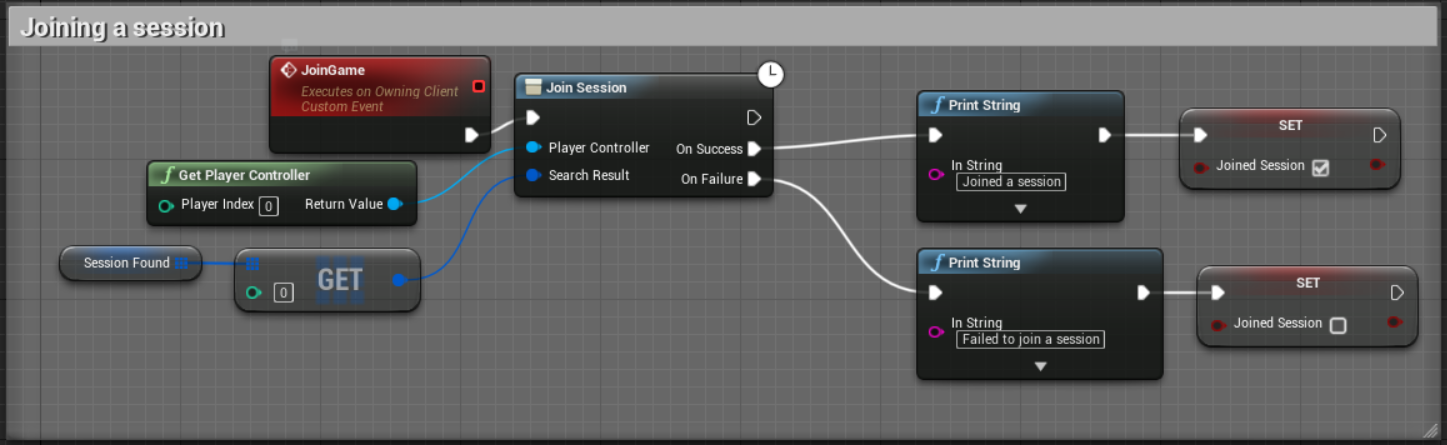 Joining a session
JoinGame
Executes on Owning Client
Custom Event
Join Session
Player Controller
On Success
Search Result
On Failure
Get Player Controller
Player Index 0
Return Value
Session Found
GET
0
f Print String
In String
Joined a session
SET
Joined Session
f Print String
In String
Failed to join a session
SET
Joined Session